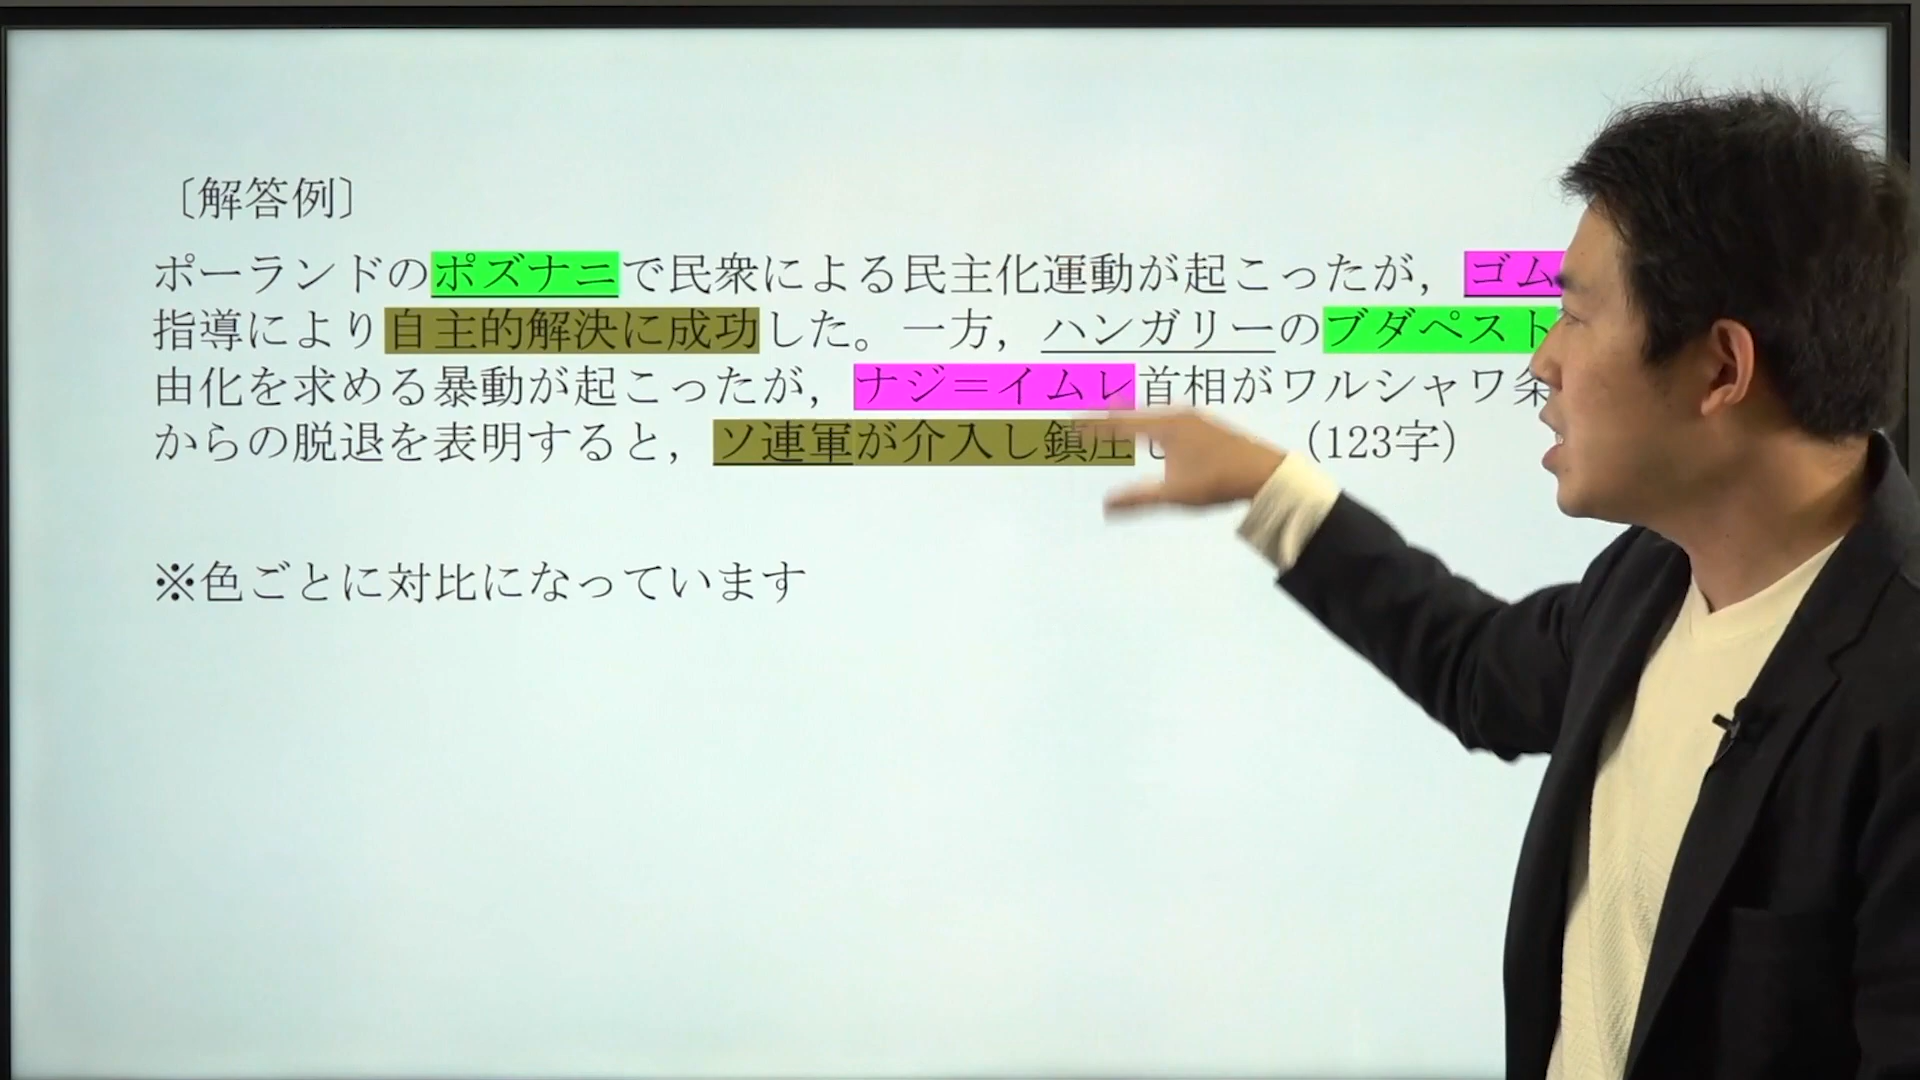 〔解答例〕
ポーランドのポズナニで民衆による民主化運動が起こったが，ゴム
指導により自主的解決に成功した。一方，ハンガリーのブダペスト
由化を求める暴動が起こったが，ナジ＝イムレ首相がワルシャワ条
からの脱退を表明すると，ソ連軍が介入し鎮圧し （123字）
※色ごとに対比になっています